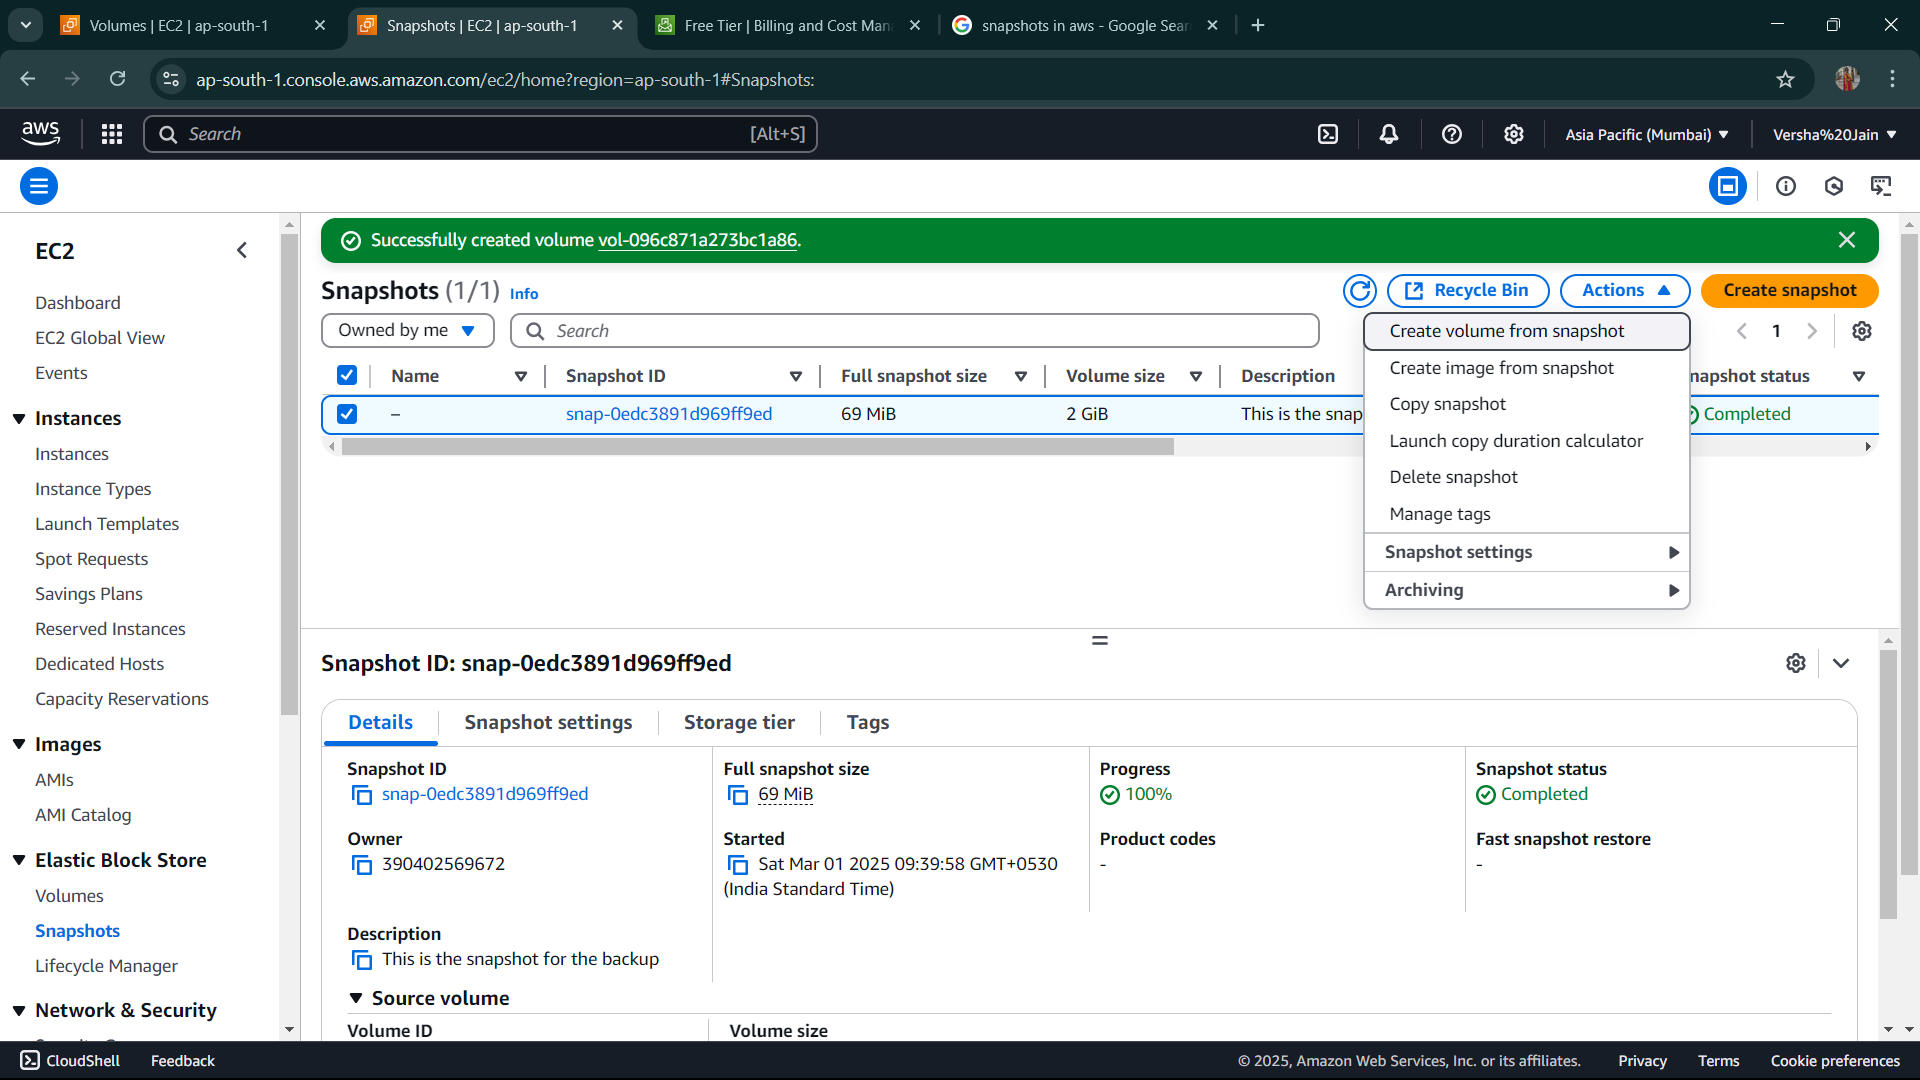 Volumes | EC2 | ap-south-1
Snapshots | EC2 | ap-south-1
Free Tier | Billing and Cost Man
snapshots in aws - Google Sear
ap-south-1.console.aws.amazon.com/ec2/home?region=ap-south-1#Snapshots:
aws
Search
[Alt+S]
Asia Pacific (Mumbai)
Versha%20Jain
EC2
Dashboard
EC2 Global View
Events
Instances
Instances
Instance Types
Launch Templates
Spot Requests
Savings Plans
Reserved Instances
Dedicated Hosts
Capacity Reservations
Images
AMIs
AMI Catalog
Elastic Block Store
Volumes
Snapshots
Lifecycle Manager
Network & Security
Successfully created volume vol-096c871a273bc1a86.
Snapshots (1/1) Info
Recycle Bin
Actions
Create snapshot
Owned by me
Search
1
Create volume from snapshot
Create image from snapshot
Copy snapshot
Launch copy duration calculator
Delete snapshot
Manage tags
Snapshot settings
Archiving
Name Snapshot ID Full snapshot size Volume size Description napshot status
– snap-0edc3891d969ff9ed 69 MiB 2 GiB This is the snap Completed
Snapshot ID: snap-0edc3891d969ff9ed
Details Snapshot settings Storage tier Tags
Snapshot ID
snap-0edc3891d969ff9ed
Full snapshot size
69 MiB
Progress
100%
Snapshot status
Completed
Owner
390402569672
Started
Sat Mar 01 2025 09:39:58 GMT+0530
(India Standard Time)
Product codes
-
Fast snapshot restore
-
Description
This is the snapshot for the backup
Source volume
Volume ID
Volume size
CloudShell Feedback
© 2025, Amazon Web Services, Inc. or its affiliates. Privacy Terms Cookie preferences